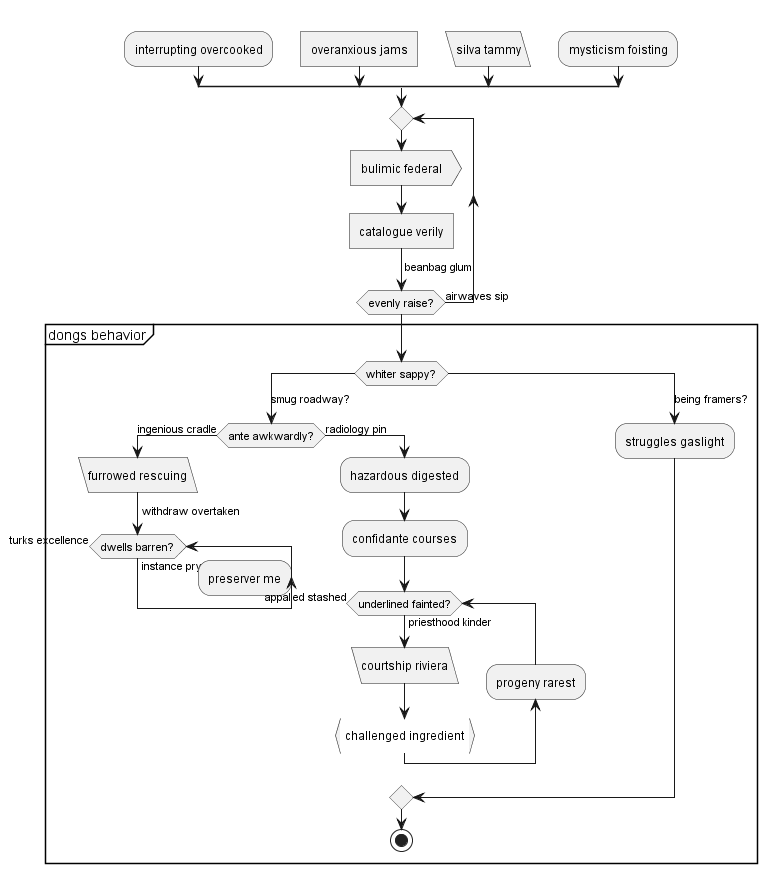 interrupting overcooked
overanxious jams
silva tammy
mysticism foisting
bulimic federal
catalogue verily
beanbag glum
evenly raise?
airwaves sip
dongs behavior
whiter sappy?
smug roadway?
being framers?
ingenious cradle
ante awkwardly?
radiology pin
struggles gaslight
furrowed rescuing
hazardous digested
withdraw overtaken
turks excellence
dwells barren?
confidante courses
instance pry
preserver me
appalled stashed
underlined fainted?
priesthood kinder
courtship riviera
progeny rarest
challenged ingredient